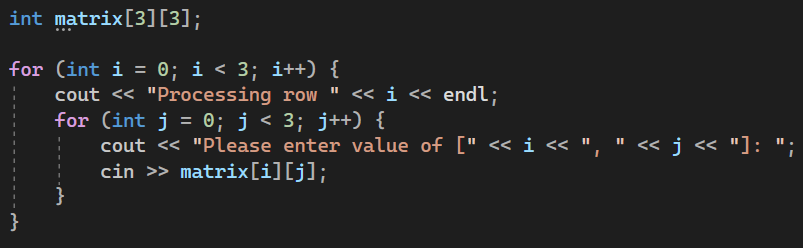 int matrix[3][3];
for (int i = 0; i < 3; i++) {
    cout << "Processing row " << i << endl;
    for (int j = 0; j < 3; j++) {
        cout << "Please enter value of [" << i << ", " << j << "]: ";
        cin >> matrix[i][j];
    }
}